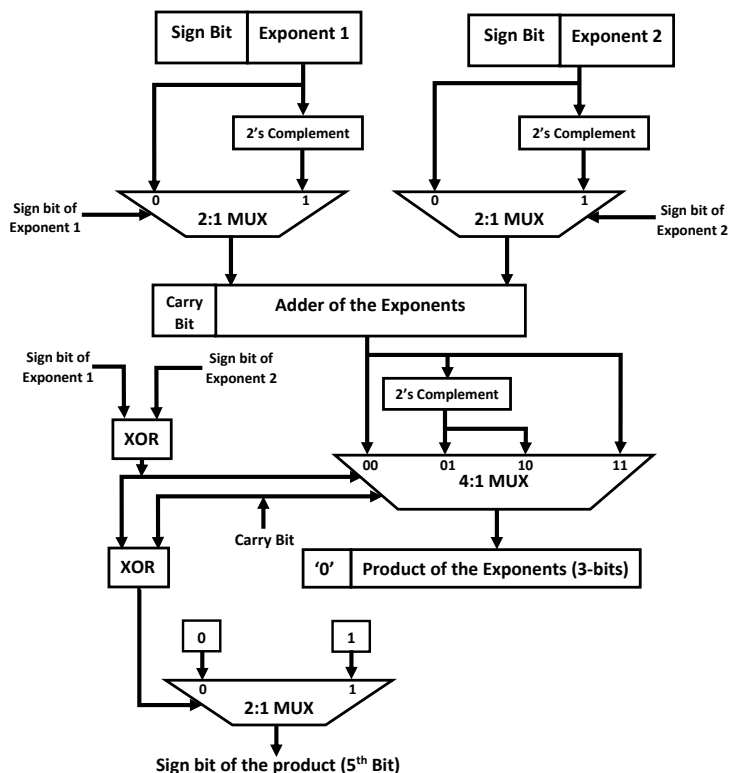 Sign Bit Exponent 1
Sign Bit Exponent 2
2's Complement
2's Complement
0 1
2:1 MUX
0 1
2:1 MUX
Sign bit of
Exponent 1
Sign bit of
Exponent 2
Carry
Bit
Adder of the Exponents
Sign bit of
Exponent 1
Sign bit of
Exponent 2
2's Complement
XOR
00 01 10 11
4:1 MUX
Carry Bit
XOR
'0' Product of the Exponents (3-bits)
0 1
0 1
2:1 MUX
Sign bit of the product (5th Bit)